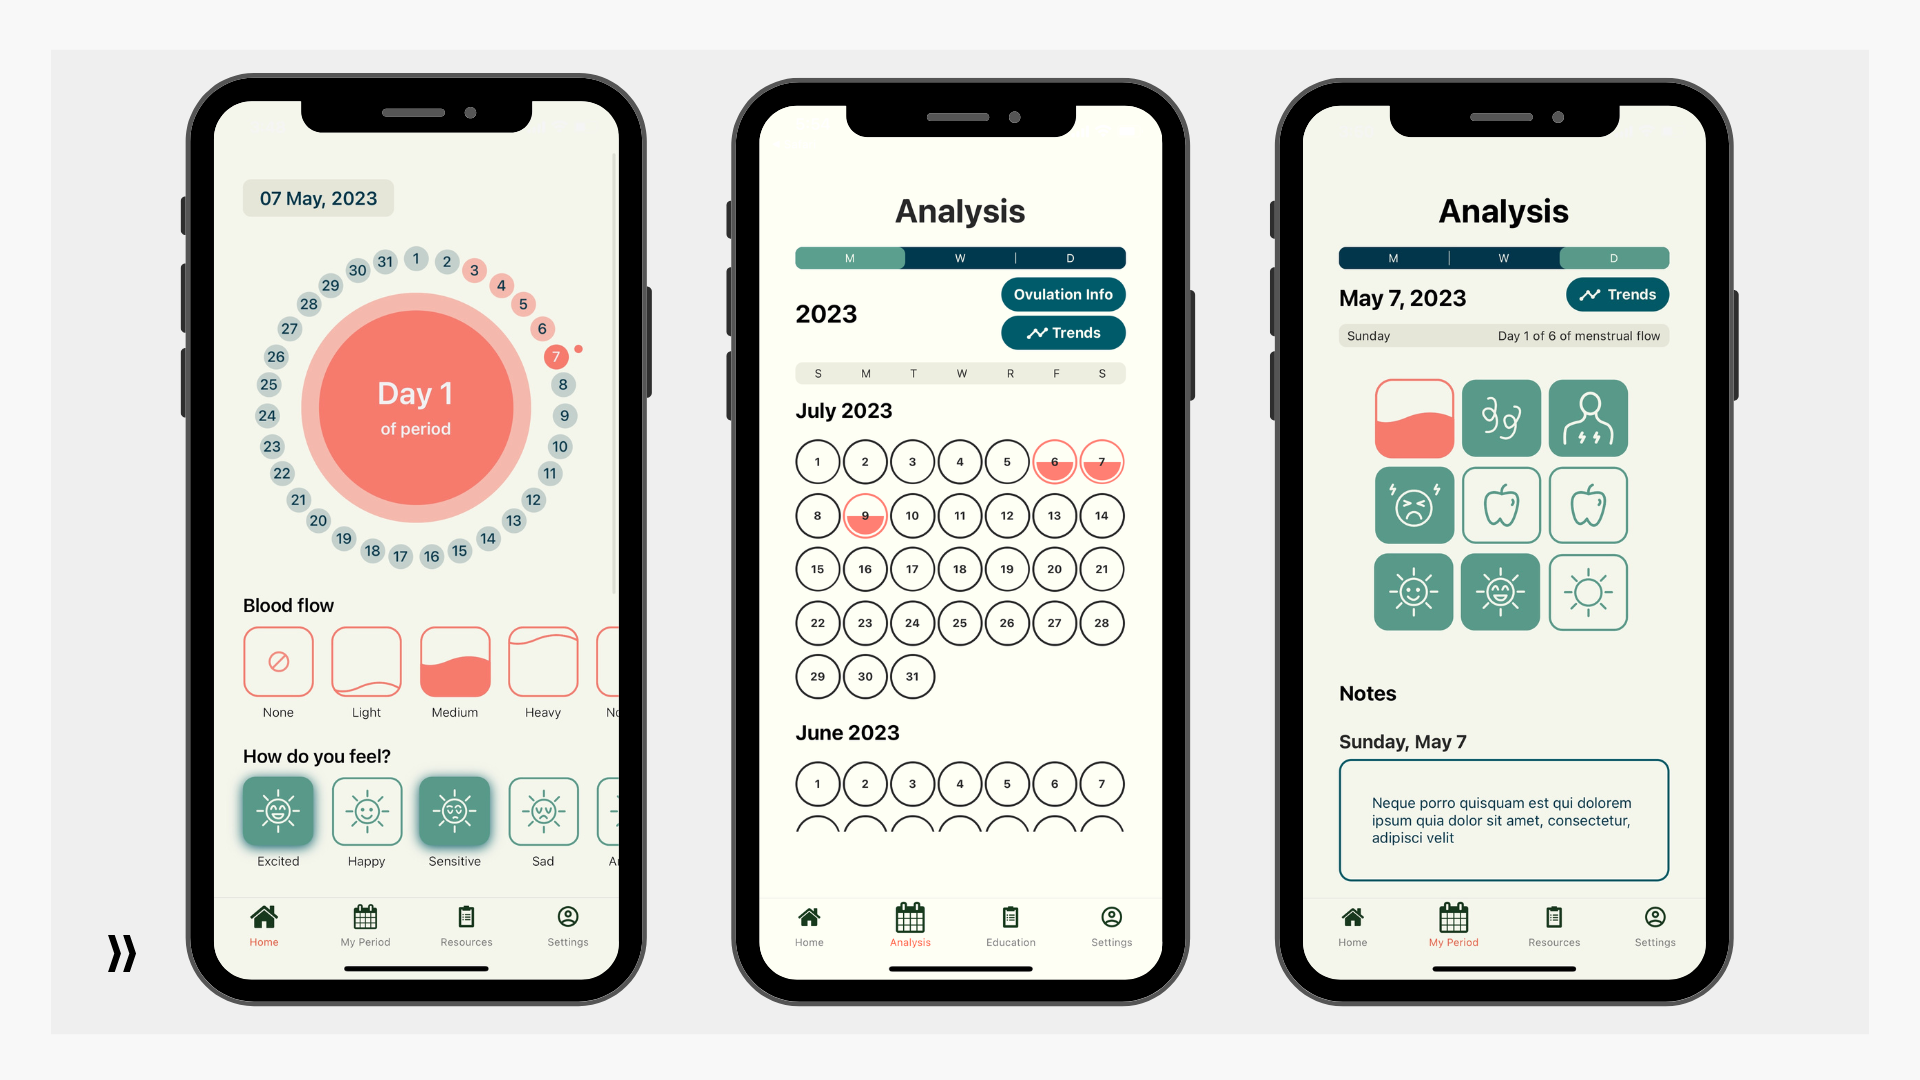 07 May, 2023
1
2
3
4
5
6
7
8
9
10
11
12
13
14
15
16
17
18
19
20
21
22
23
24
25
26
27
28
29
30
31
Day 1
of period
Blood flow
None Light Medium Heavy
How do you feel?
Excited Happy Sensitive Sad
Home My Period Resources Settings
Analysis
M W D
2023
Ovulation Info
Trends
S M T W R F S
July 2023
1 2 3 4 5 6 7
8 9 10 11 12 13 14
15 16 17 18 19 20 21
22 23 24 25 26 27 28
29 30 31
June 2023
1 2 3 4 5 6 7
Home Analysis Education Settings
Analysis
M W D
May 7, 2023
Trends
Sunday Day 1 of 6 of menstrual flow
Notes
Sunday, May 7
Neque porro quisquam est qui dolorem
ipsum quia dolor sit amet, consectetur,
adipisci velit
Home My Period Resources Settings